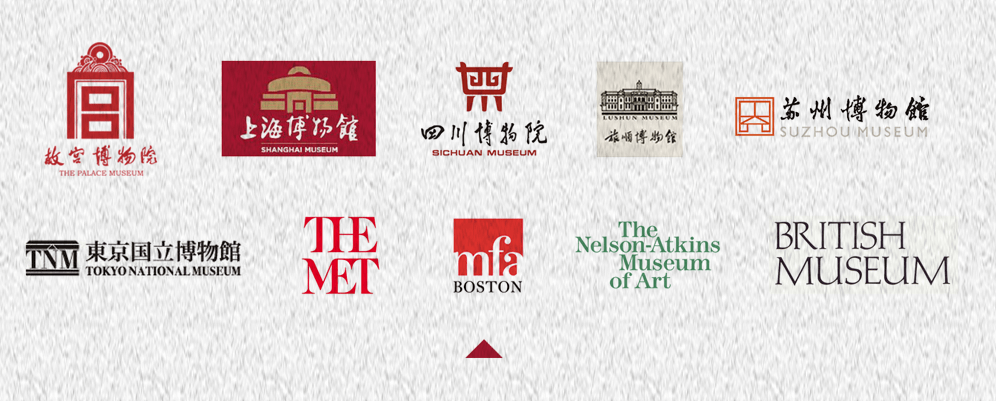 故宫博物院
THE PALACE MUSEUM
上海博物館
SHANGHAI MUSEUM
四川博物院
SICHUAN MUSEUM
LUSHUN MUSEUM
旅順博物館
苏州博物館
SUZHOU MUSEUM
TNM
東京国立博物館
TOKYO NATIONAL MUSEUM
THE
MET
mfa
BOSTON
The
Nelson-Atkins
Museum
of Art
BRITISH
MUSEUM